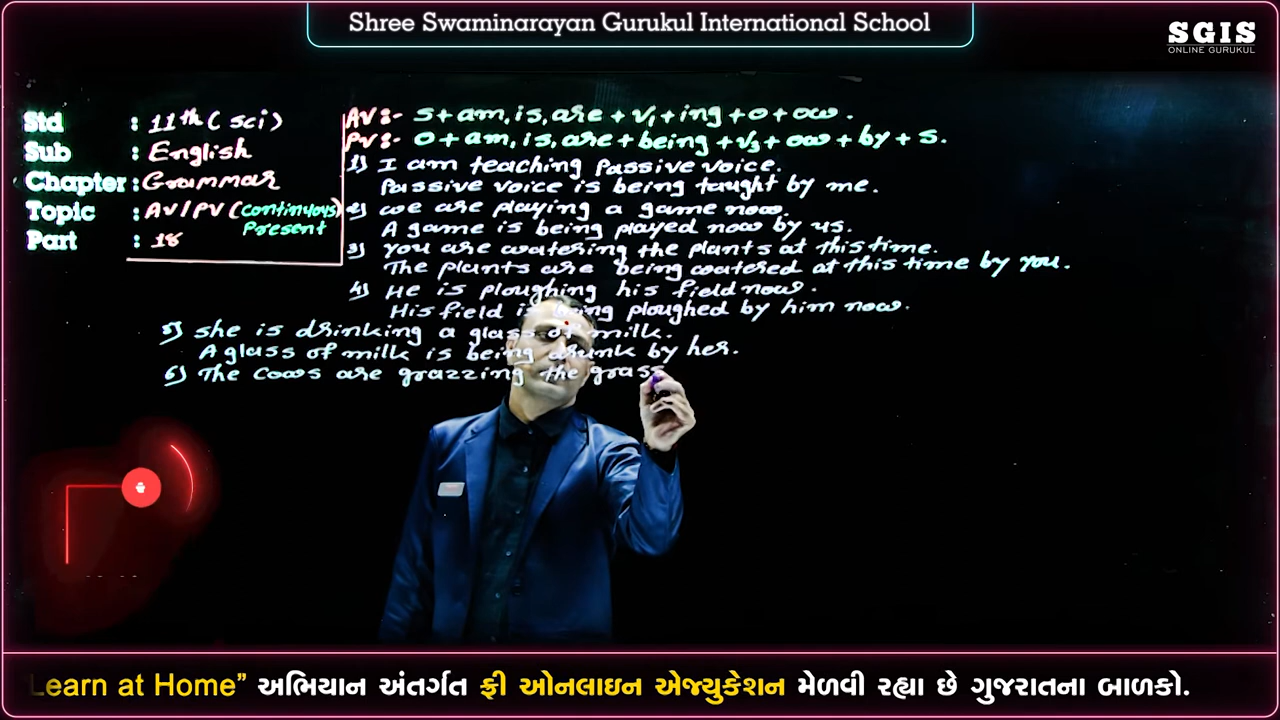 Shree Swaminarayan Gurukul International School
SGIS
ONLINE GURUKUL
Std : 11th (sci)
Sub : English
Chapter : Grammar
Topic : AV/PV (continuous Present
Part : 18
AV:- S + am, is, are + V1 + ing + O + ow.
PV:- O + am, is, are + being + V3 + ow + by + S.
1) I am teaching Passive voice.
Passive voice is being taught by me.
2) we are playing a game now.
A game is being played now by us.
3) you are watering the plants at this time.
The plants are being watered at this time by you.
4) He is ploughing his field now.
His field is being ploughed by him now.
5) she is drinking a glass of milk.
A glass of milk is being drunk by her.
6) The cows are grazzing the grass
"Learn at Home" અભિયાન અંતર્ગત ફ્રી ઓનલાઇન એજ્યુકેશન મેળવી રહ્યા છે ગુજરાતના બાળકો.